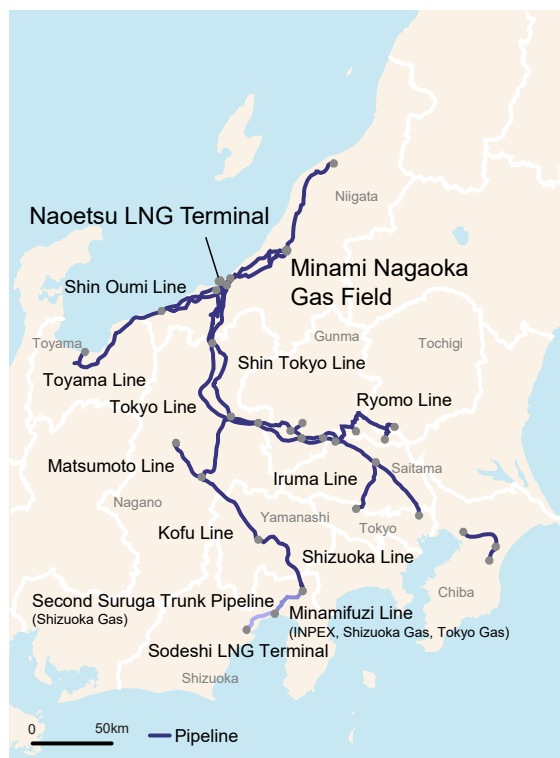 Niigata
Naoetsu LNG Terminal
Minami Nagaoka
Gas Field
Shin Oumi Line
Toyama
Gunma
Tochigi
Toyama Line
Shin Tokyo Line
Tokyo Line
Ryomo Line
Matsumoto Line
Iruma Line
Saitama
Nagano
Yamanashi
Tokyo
Kofu Line
Shizuoka Line
Chiba
Second Suruga Trunk Pipeline
(Shizuoka Gas)
Minamifuzi Line
(INPEX, Shizuoka Gas, Tokyo Gas)
Sodeshi LNG Terminal
Shizuoka
0 50km
Pipeline